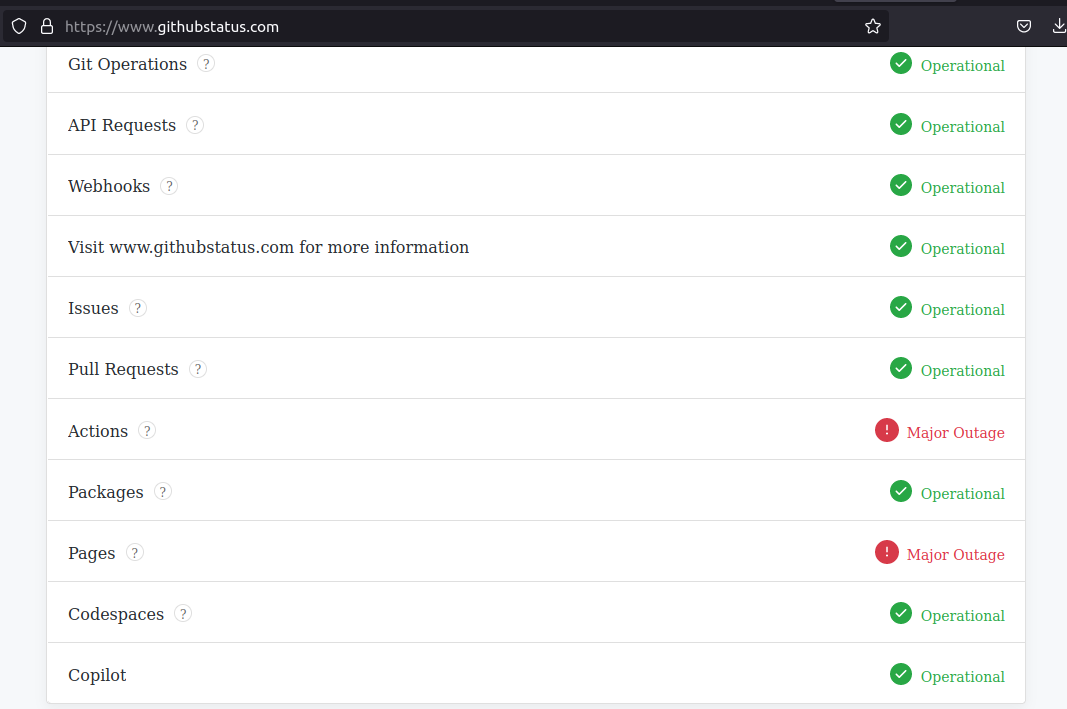 https://www.githubstatus.com
Git Operations ? Operational
API Requests ? Operational
Webhooks ? Operational
Visit www.githubstatus.com for more information Operational
Issues ? Operational
Pull Requests ? Operational
Actions ? ! Major Outage
Packages ? Operational
Pages ? ! Major Outage
Codespaces ? Operational
Copilot Operational